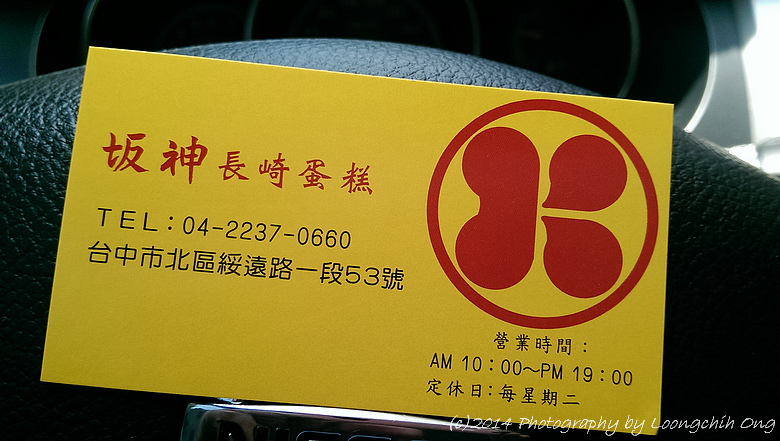 坂神長崎蛋糕
TEL：04-2237-0660
台中市北區綏遠路一段53號
營業時間：
AM 10：00～PM 19：00
定休日：每星期二
(c)2014 Photography by Loongchih Ong